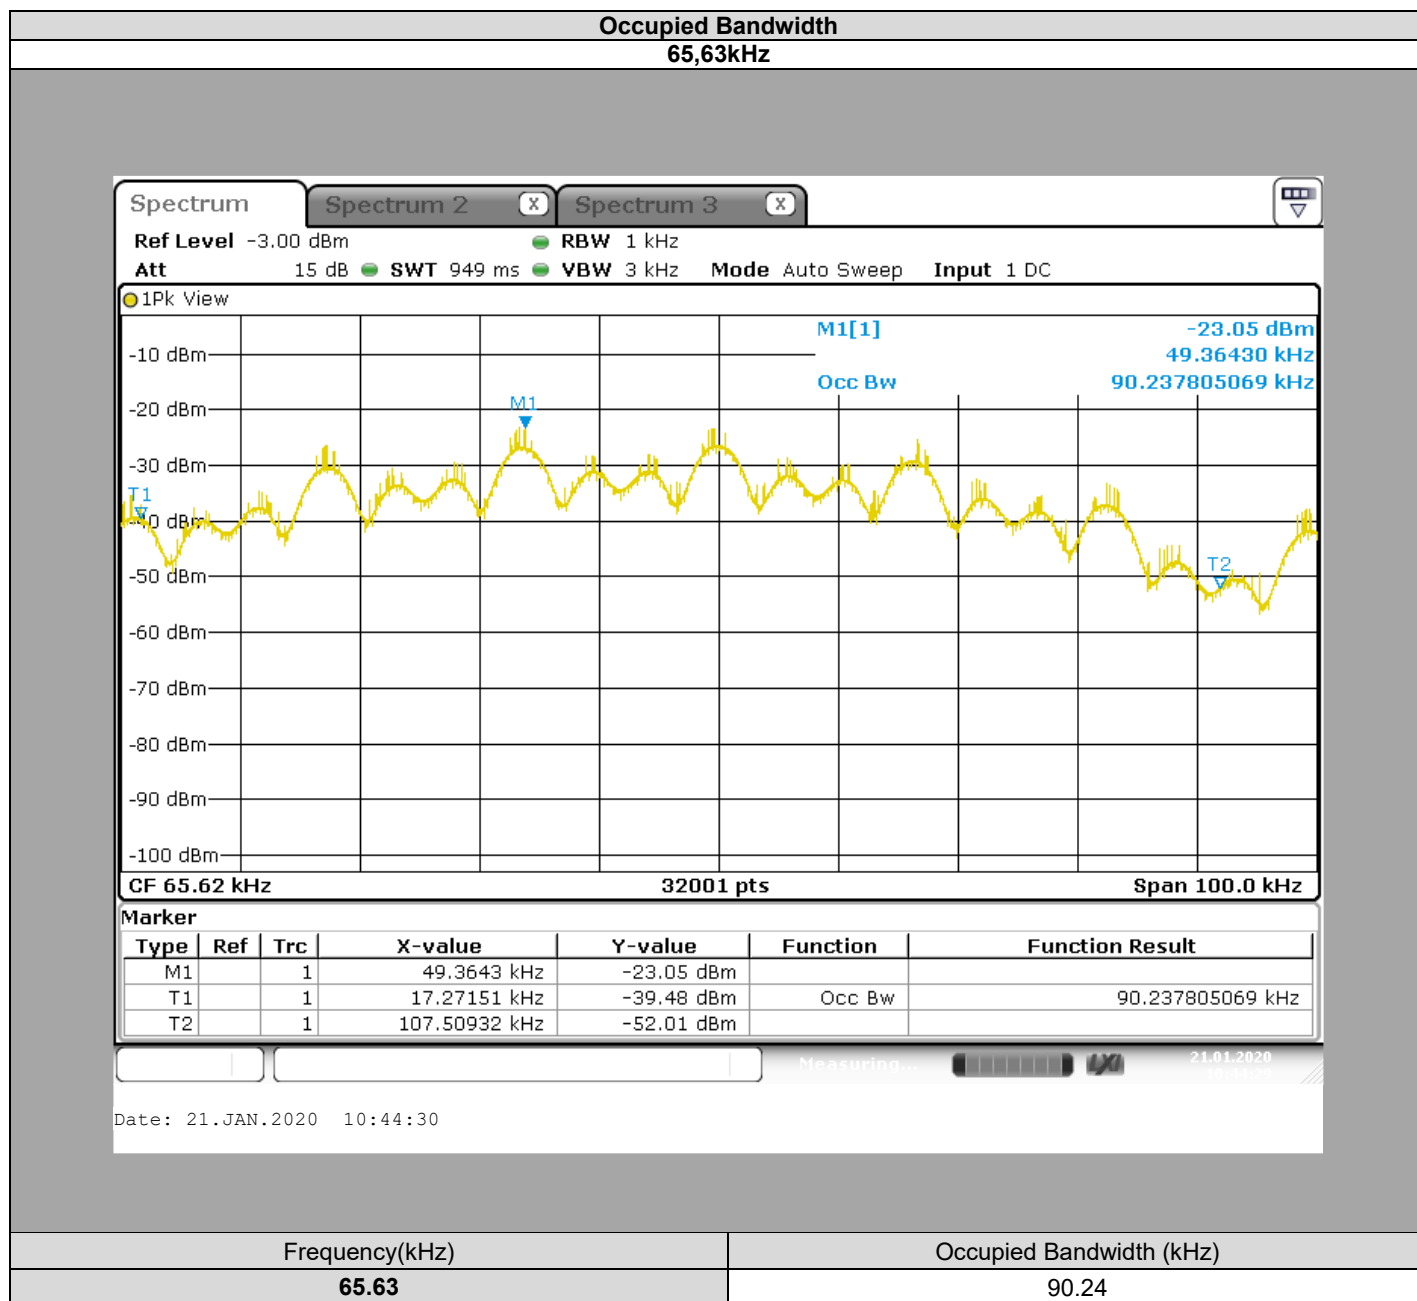 Occupied Bandwidth
65,63kHz
Spectrum Spectrum 2 X Spectrum 3 X
Ref Level -3.00 dBm RBW 1 kHz
Att 15 dB SWT 949 ms VBW 3 kHz Mode Auto Sweep Input 1 DC
1Pk View
M1[1] -23.05 dBm
49.36430 kHz
Occ Bw 90.237805069 kHz
-10 dBm
-20 dBm
M1
-30 dBm
T1
-40 dBm
-50 dBm
T2
-60 dBm
-70 dBm
-80 dBm
-90 dBm
-100 dBm
CF 65.62 kHz 32001 pts Span 100.0 kHz
Marker
Type Ref Trc X-value Y-value Function Function Result
M1 1 49.3643 kHz -23.05 dBm
T1 1 17.27151 kHz -39.48 dBm Occ Bw 90.237805069 kHz
T2 1 107.50932 kHz -52.01 dBm
Measuring... LXI 21.01.2020
Date: 21.JAN.2020 10:44:30
Frequency(kHz) Occupied Bandwidth (kHz)
65.63 90.24